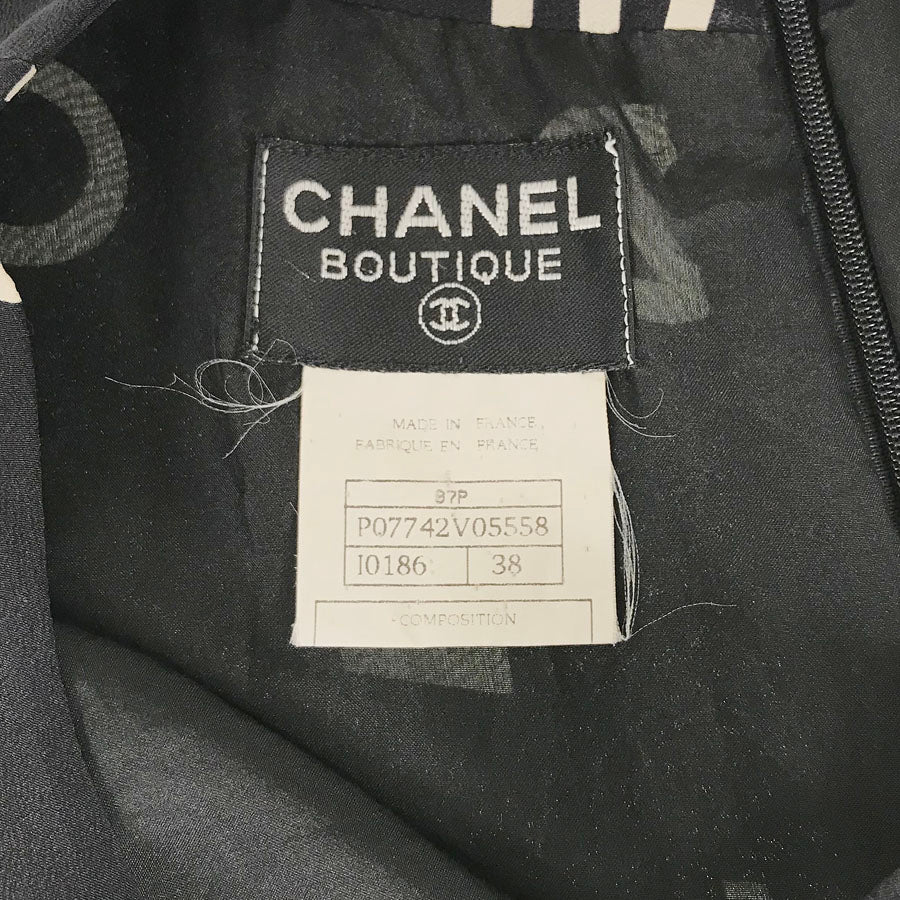 CHANEL
BOUTIQUE
MADE IN FRANCE
FABRIQUE EN FRANCE
97P
P07742V05558
I0186 38
COMPOSITION